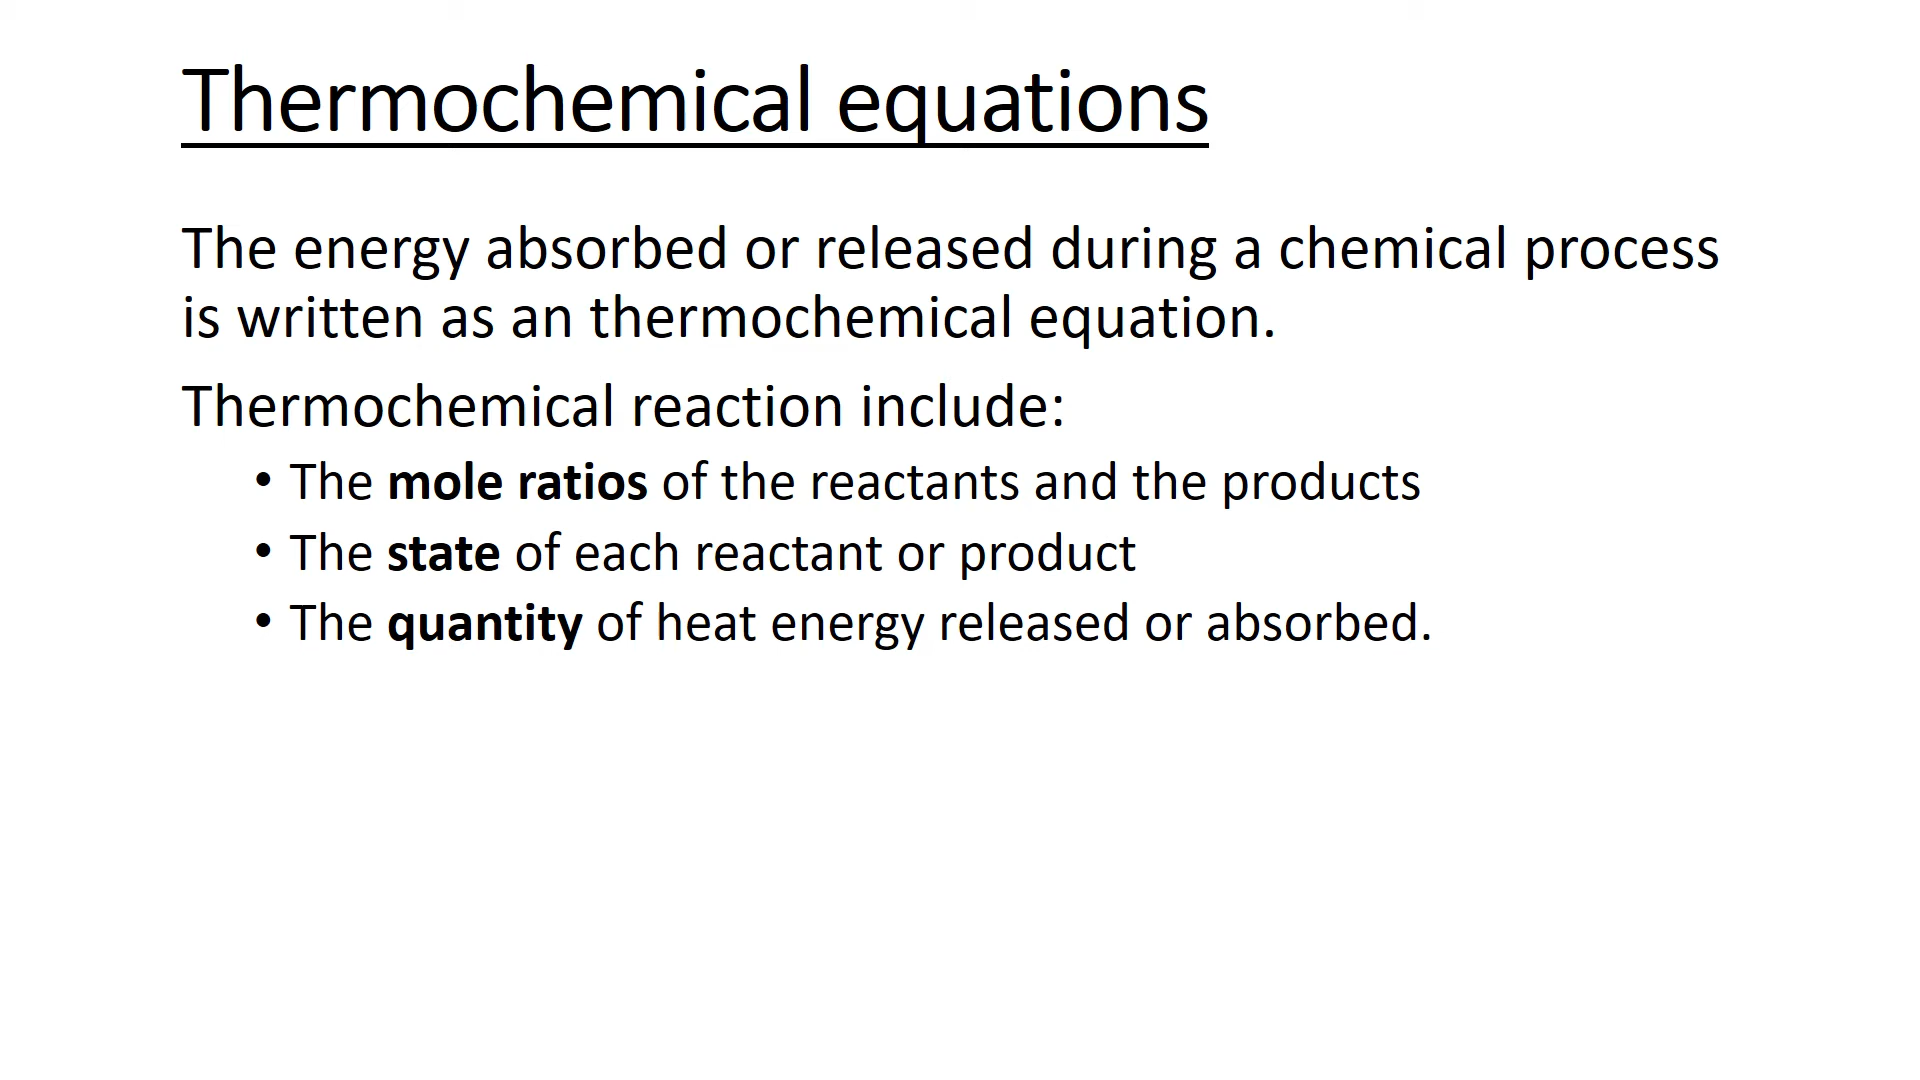 Thermochemical equations
The energy absorbed or released during a chemical process
is written as an thermochemical equation.
Thermochemical reaction include:
• The mole ratios of the reactants and the products
• The state of each reactant or product
• The quantity of heat energy released or absorbed.